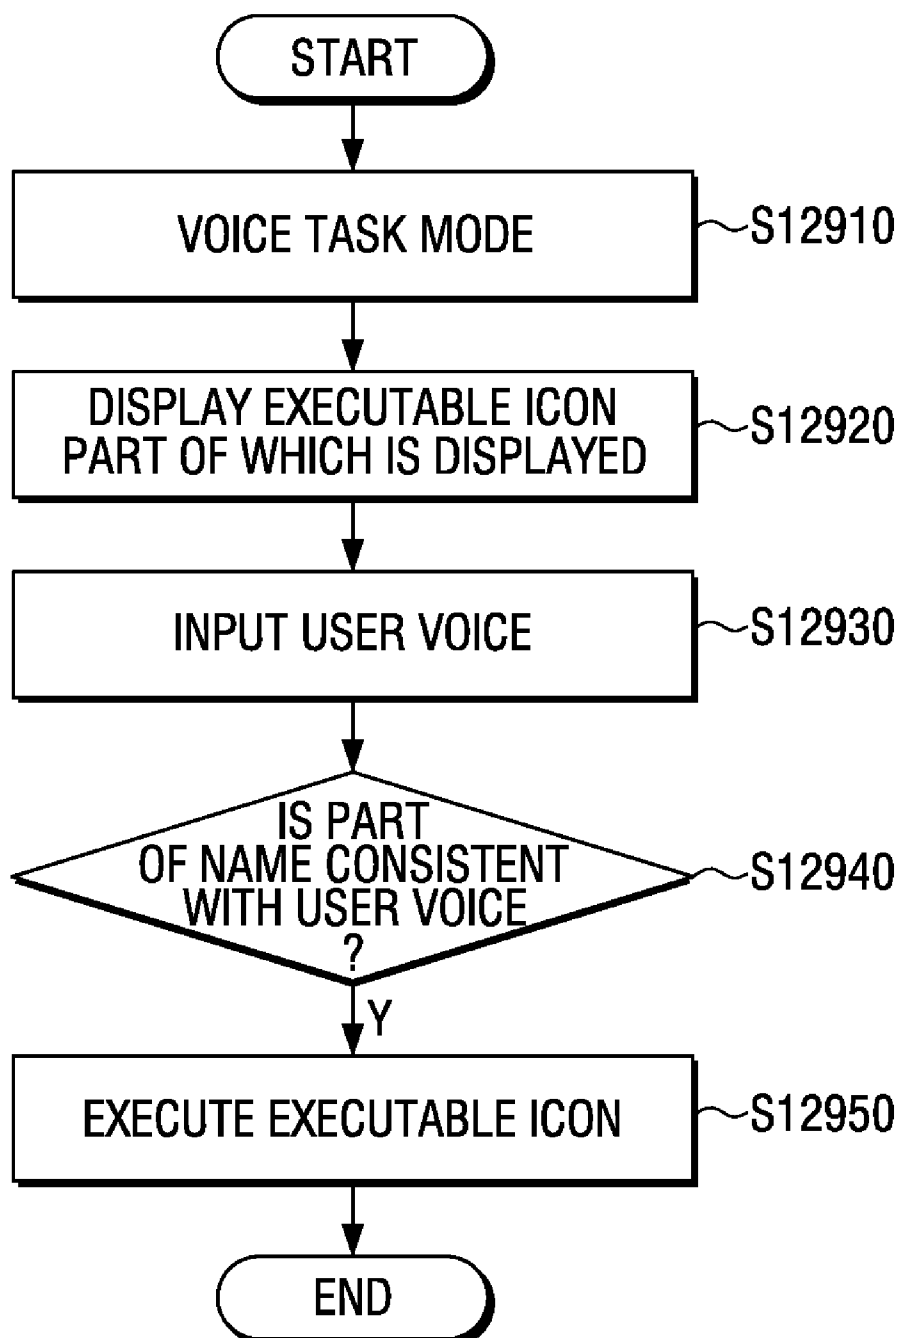 START
VOICE TASK MODE
S12910
DISPLAY EXECUTABLE ICON
PART OF WHICH IS DISPLAYED
S12920
INPUT USER VOICE
S12930
IS PART
OF NAME CONSISTENT
WITH USER VOICE
?
S12940
Y
EXECUTE EXECUTABLE ICON
S12950
END